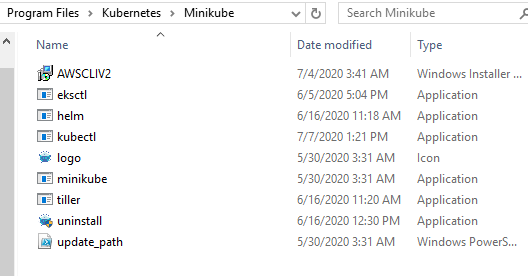 Program Files > Kubernetes > Minikube Search Minikube
Name Date modified Type
AWSCLIV2 7/4/2020 3:41 AM Windows Installer ...
eksctl 6/5/2020 5:04 PM Application
helm 6/16/2020 11:18 AM Application
kubectl 7/7/2020 1:21 PM Application
logo 5/30/2020 3:31 AM Icon
minikube 5/30/2020 3:31 AM Application
tiller 6/16/2020 11:20 AM Application
uninstall 6/16/2020 12:30 PM Application
update_path 5/30/2020 3:31 AM Windows PowerS...